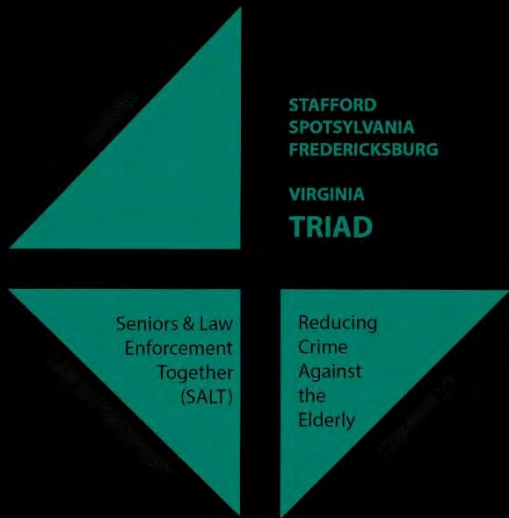 STAFFORD
SPOTSYLVANIA
FREDERICKSBURG
VIRGINIA
TRIAD
Seniors & Law
Enforcement
Together
(SALT)
Reducing
Crime
Against
the
Elderly